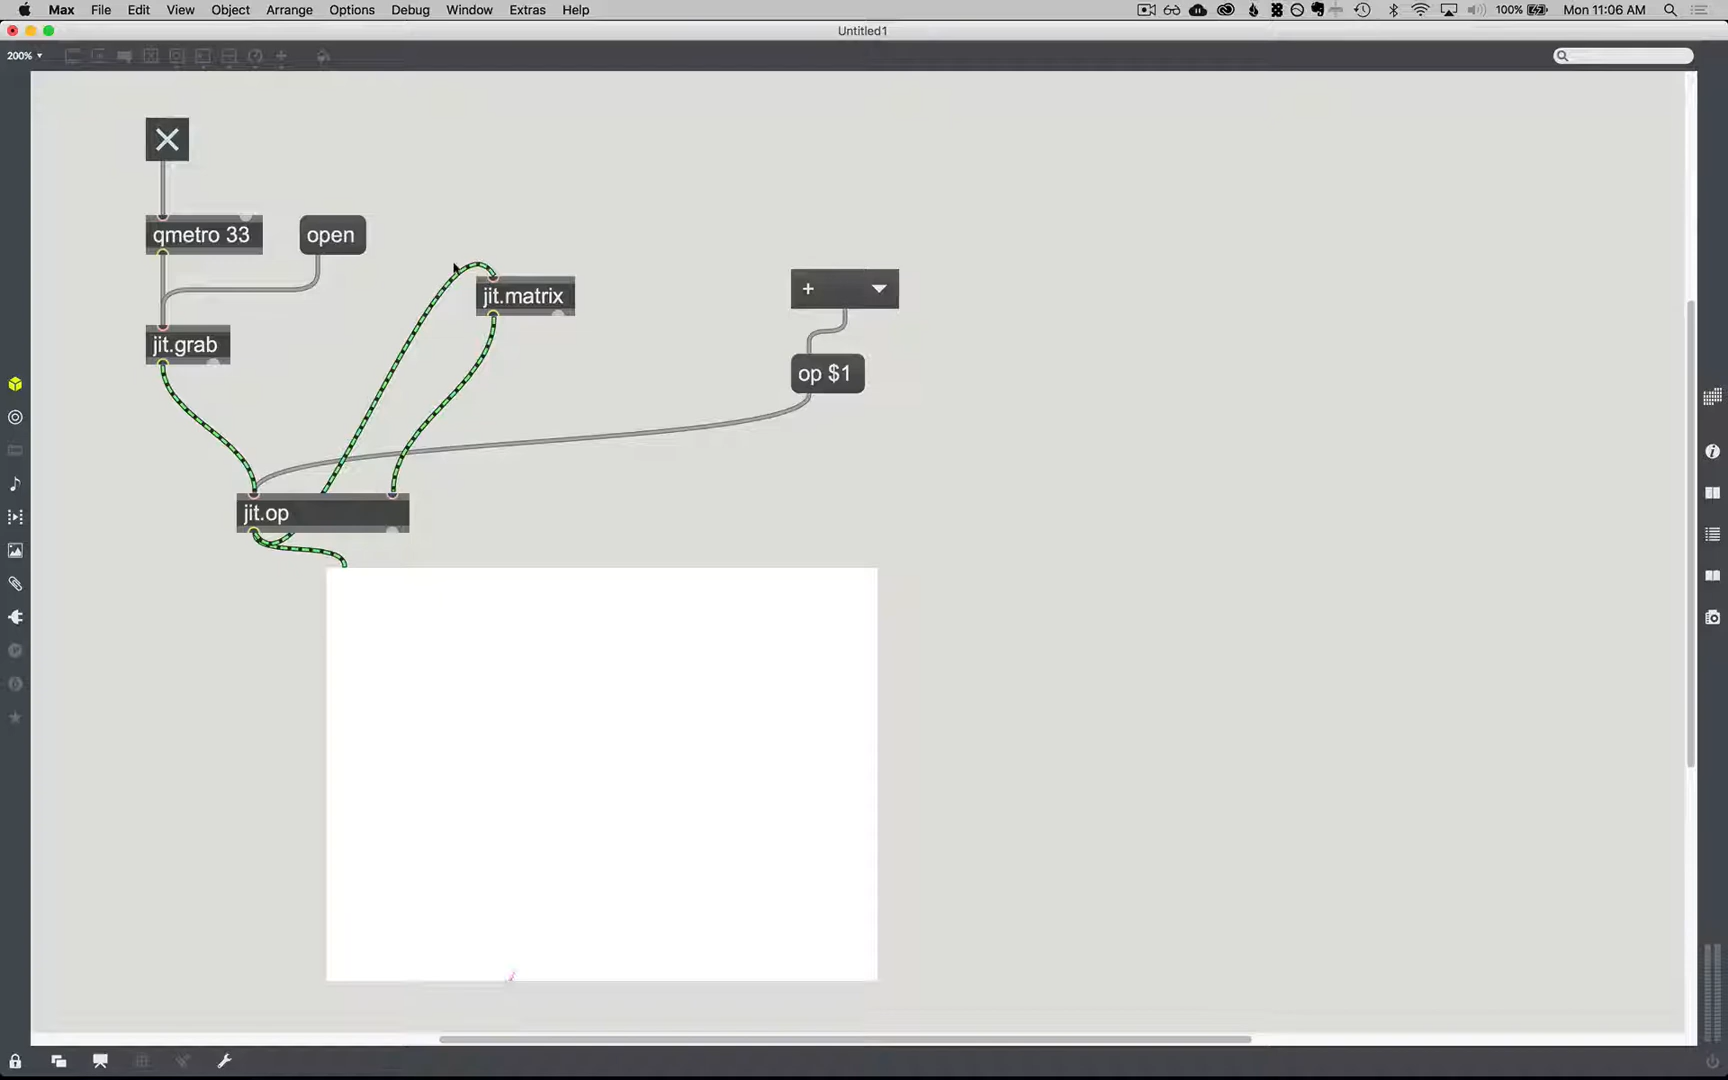 Max File Edit View Object Arrange Options Debug Window Extras Help 100% Mon 11:06 AM
Untitled1
200%
qmetro 33 open
jit.matrix
+
jit.grab
op $1
jit.op